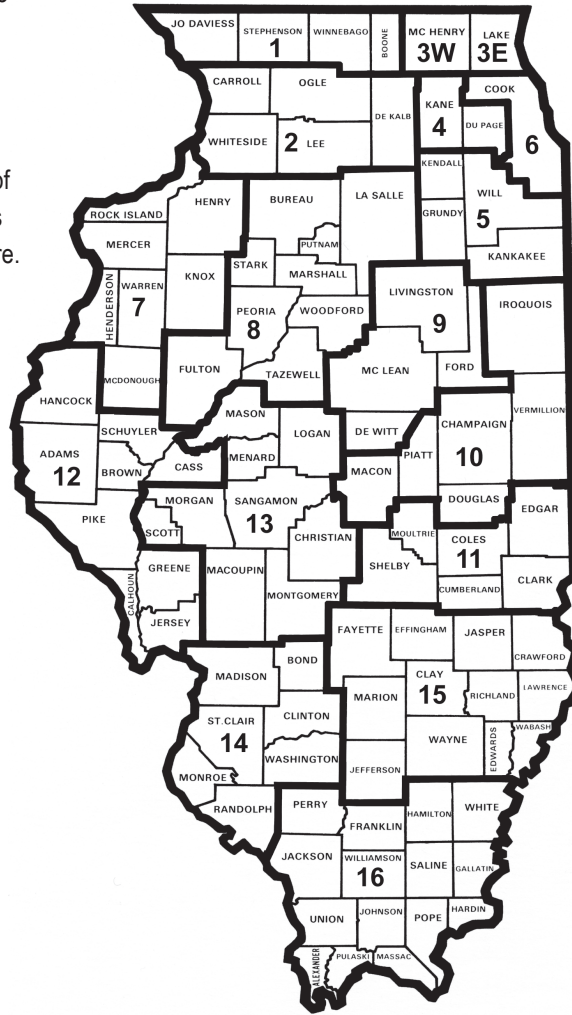 of
s
re.
JO DAVIESS
STEPHENSON
1
WINNEBAGO
BOONE
MC HENRY
3W
LAKE
3E
CARROLL
OGLE
DE KALB
KANE
4
COOK
DU PAGE
6
WHITESIDE
2 LEE
KENDALL
WILL
5
GRUNDY
KANKAKEE
ROCK ISLAND
HENRY
BUREAU
LA SALLE
PUTNAM
MERCER
STARK
MARSHALL
HENDERSON
WARREN
7
KNOX
PEORIA
8
WOODFORD
LIVINGSTON
9
IROQUOIS
FORD
MCDONOUGH
FULTON
TAZEWELL
MC LEAN
HANCOCK
MASON
LOGAN
DE WITT
CHAMPAIGN
10
VERMILLION
SCHUYLER
ADAMS
12
BROWN
CASS
MENARD
MACON
PIATT
DOUGLAS
PIKE
MORGAN
SCOTT
SANGAMON
13
CHRISTIAN
MOULTRIE
SHELBY
COLES
11
EDGAR
CUMBERLAND
CLARK
CALHOUN
GREENE
JERSEY
MACOUPIN
MONTGOMERY
FAYETTE
EFFINGHAM
JASPER
CRAWFORD
MADISON
BOND
CLAY
15
RICHLAND
LAWRENCE
MARION
ST.CLAIR
14
CLINTON
WASHINGTON
WAYNE
EDWARDS
WABASH
MONROE
JEFFERSON
RANDOLPH
PERRY
FRANKLIN
HAMILTON
WHITE
JACKSON
WILLIAMSON
16
SALINE
GALLATIN
UNION
JOHNSON
POPE
HARDIN
ALEXANDER
PULASKI
MASSAC